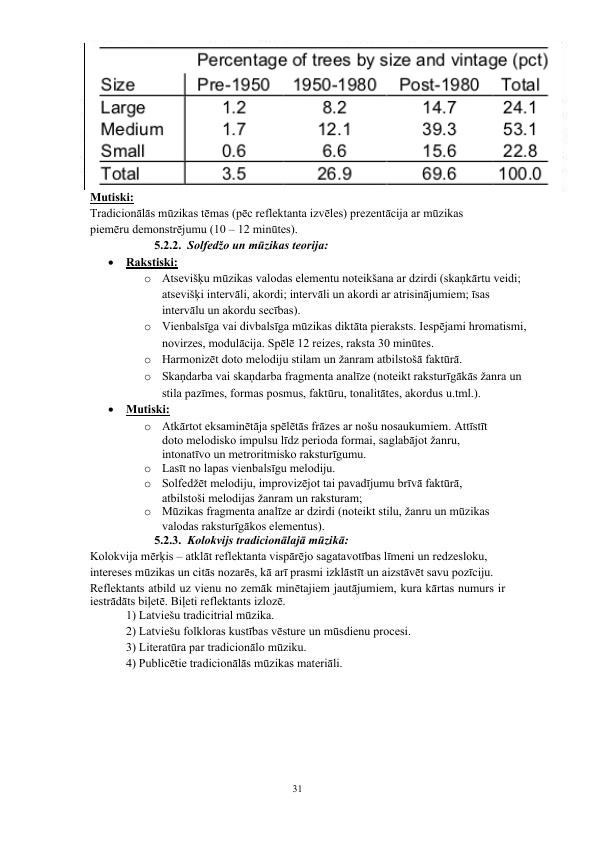 Percentage of trees by size and vintage (pct)
Size Pre-1950 1950-1980 Post-1980 Total
Large 1.2 8.2 14.7 24.1
Medium 1.7 12.1 39.3 53.1
Small 0.6 6.6 15.6 22.8
Total 3.5 26.9 69.6 100.0
Mutiski:
Tradicionālās mūzikas tēmas (pēc reflektanta izvēles) prezentācija ar mūzikas
piemēru demonstrējumu (10 – 12 minūtes).
5.2.2. Solfedžo un mūzikas teorija:
• Rakstiski:
o Atsevišķu mūzikas valodas elementu noteikšana ar dzirdi (skaņkārtu veidi;
atsevišķi intervāli, akordi; intervāli un akordi ar atrisinājumiem; īsas
intervālu un akordu secības).
o Vienbalsīga vai divbalsīga mūzikas diktāta pieraksts. Iespējami hromatismi,
novirzes, modulācija. Spēlē 12 reizes, raksta 30 minūtes.
o Harmonizēt doto melodiju stilam un žanram atbilstošā faktūrā.
o Skaņdarba vai skaņdarba fragmenta analīze (noteikt raksturīgākās žanra un
stila pazīmes, formas posmus, faktūru, tonalitātes, akordus u.tml.).
• Mutiski:
o Atkārtot eksaminētāja spēlētās frāzes ar nošu nosaukumiem. Attīstīt
doto melodisko impulsu līdz perioda formai, saglabājot žanru,
intonatīvo un metroritmisko raksturīgumu.
o Lasīt no lapas vienbalsīgu melodiju.
o Solfedžēt melodiju, improvizējot tai pavadījumu brīvā faktūrā,
atbilstoši melodijas žanram un raksturam;
o Mūzikas fragmenta analīze ar dzirdi (noteikt stilu, žanru un mūzikas
valodas raksturīgākos elementus).
5.2.3. Kolokvijs tradicionālajā mūzikā:
Kolokvija mērķis – atklāt reflektanta vispārējo sagatavotības līmeni un redzesloku,
intereses mūzikas un citās nozarēs, kā arī prasmi izklāstīt un aizstāvēt savu pozīciju.
Reflektants atbild uz vienu no zemāk minētajiem jautājumiem, kura kārtas numurs ir
iestrādāts biļetē. Biļeti reflektants izlozē.
1) Latviešu tradicitrial mūzika.
2) Latviešu folkloras kustības vēsture un mūsdienu procesi.
3) Literatūra par tradicionālo mūziku.
4) Publicētie tradicionālās mūzikas materiāli.
31